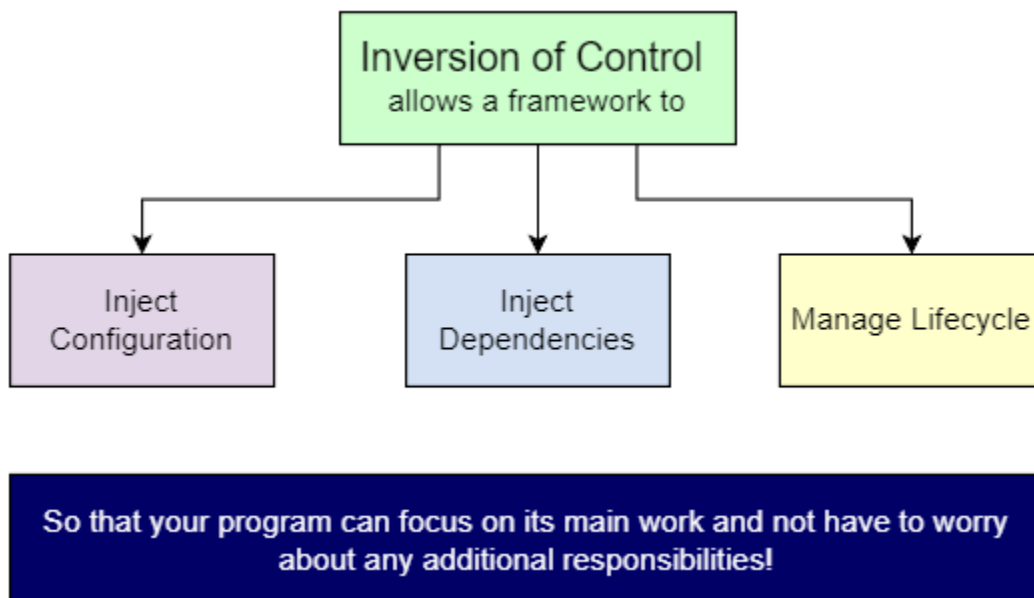 Inversion of Control
allows a framework to
Inject
Configuration
Inject
Dependencies
Manage Lifecycle
So that your program can focus on its main work and not have to worry
about any additional responsibilities!